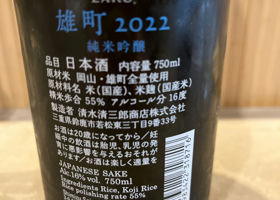 ZAKU.
雄町 2022
純米吟醸
品目 日本酒 内容量 750ml
原材米 岡山・雄町全量使用
原材料名 米(国産)、米麹(国産米)
精米歩合 55% アルコール分 16度
製造者 清水清三郎商店株式会社
三重県鈴鹿市若松東三丁目9番33号
お酒は20歳になってから／妊
娠中の飲酒は胎児、乳児の発
育に悪影響を与えるおそれが
あります／お酒は楽しく適量を
JAPANESE SAKE
Alc.16% vol. 750ml
Ingredients Rice, Koji Rice
Rice polishing rate 55%